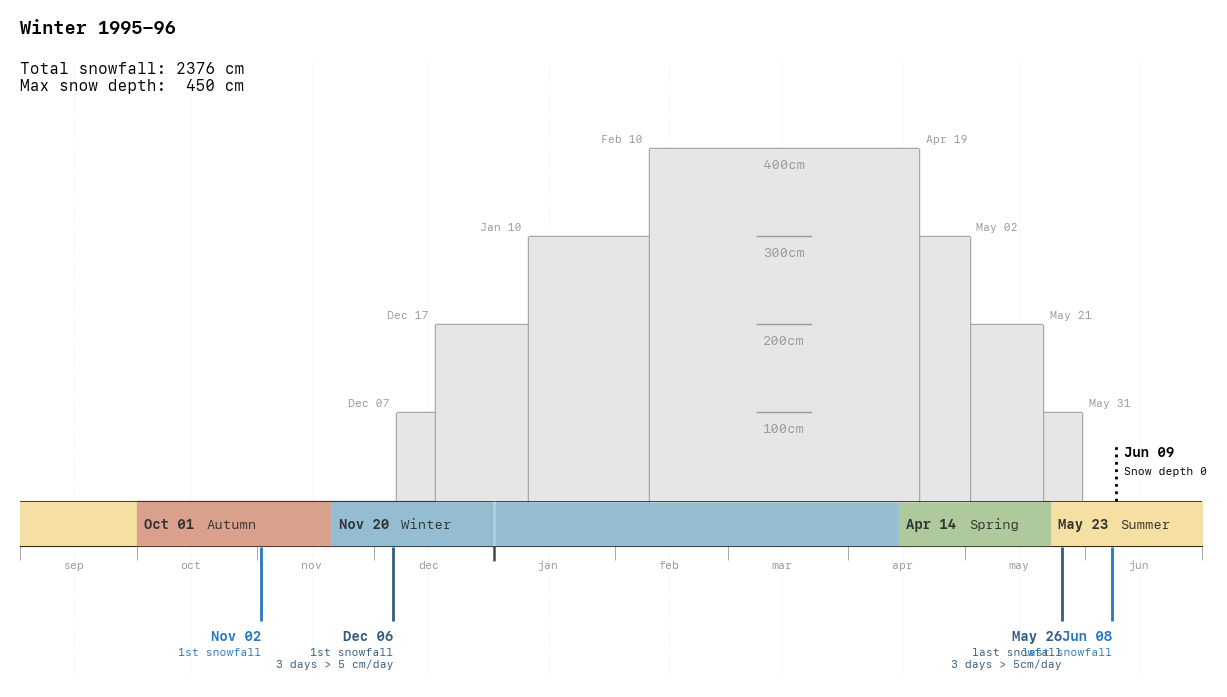 Winter 1995–96
Total snowfall: 2376 cm
Max snow depth:  450 cm
Feb 10
Apr 19
400cm
Jan 10
May 02
300cm
Dec 17
May 21
200cm
Dec 07
May 31
100cm
Jun 09
Snow depth 0
Oct 01 Autumn
Nov 20 Winter
Apr 14 Spring
May 23 Summer
sep oct nov dec jan feb mar apr may jun
Nov 02
1st snowfall
Dec 06
1st snowfall
3 days > 5 cm/day
May 26
last snowfall
3 days > 5cm/day
Jun 08
last snowfall